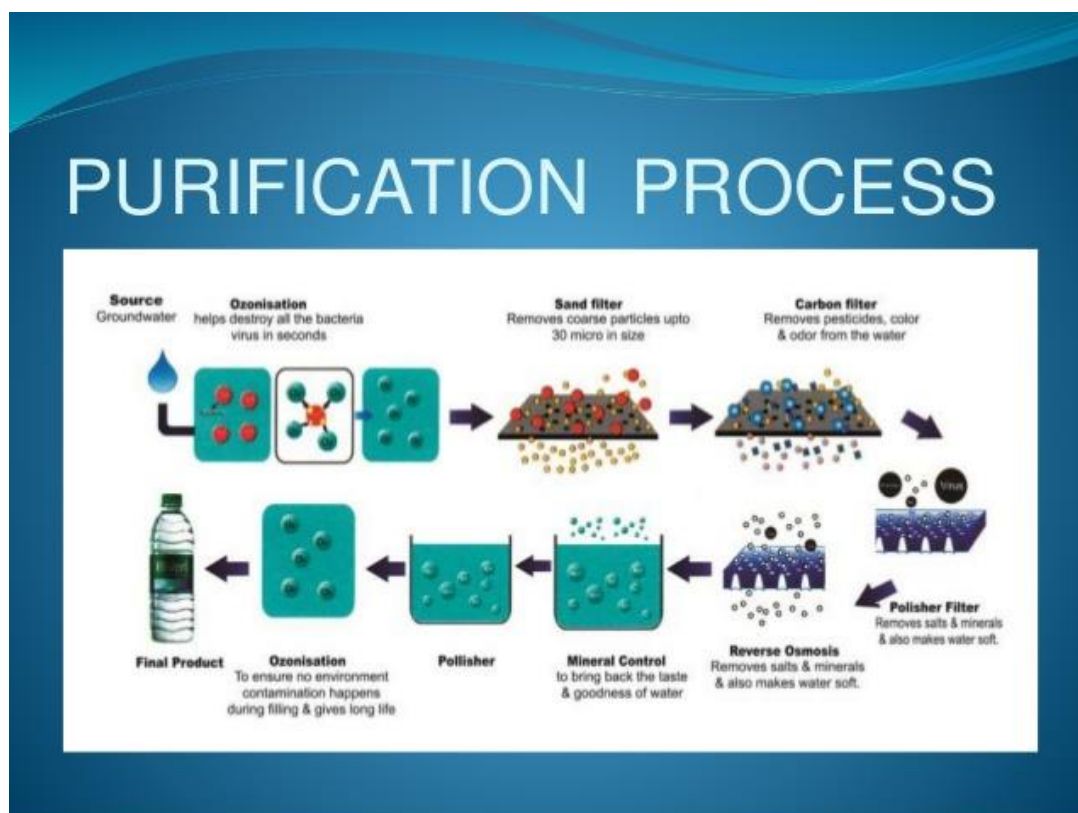 PURIFICATION PROCESS
Source
Groundwater
Ozonisation
helps destroy all the bacteria
virus in seconds
Sand filter
Removes coarse particles upto
30 micro in size
Carbon filter
Removes pesticides, color
& odor from the water
Virus
Polisher Filter
Removes salts & minerals
& also makes water soft.
Reverse Osmosis
Removes salts & minerals
& also makes water soft.
Mineral Control
to bring back the taste
& goodness of water
Pollisher
Ozonisation
To ensure no environment
contamination happens
during filling & gives long life
Final Product